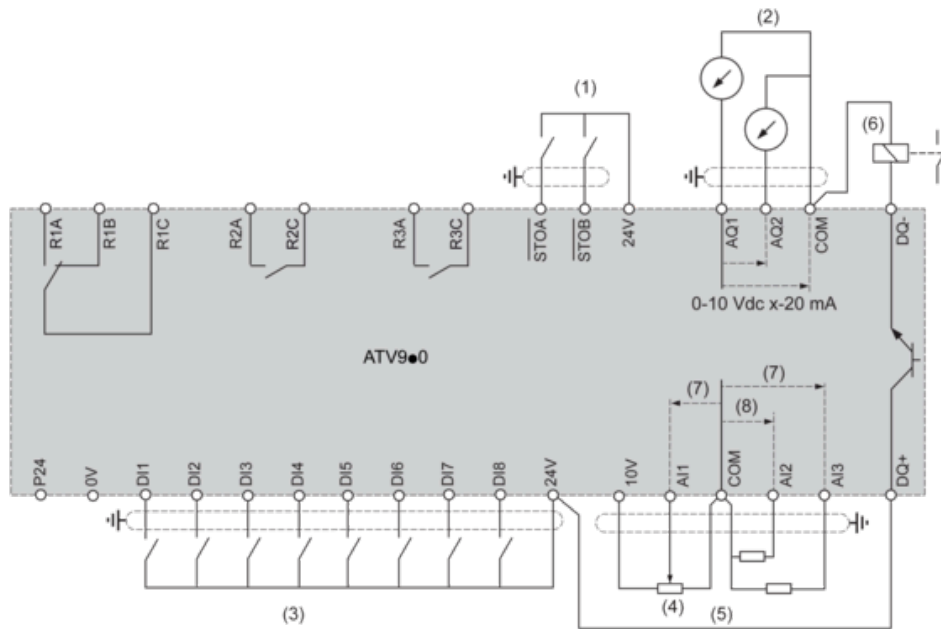 (2)
(1)
(6)
R1A
R1B
R1C
R2A
R2C
R3A
R3C
STOA
STOB
24V
AQ1
AQ2
COM
DQ-
0-10 Vdc x-20 mA
ATV9●0
(7)
(7)
(8)
P24
0V
DI1
DI2
DI3
DI4
DI5
DI6
DI7
DI8
24V
10V
AI1
COM
AI2
AI3
DQ+
(3)
(4)
(5)